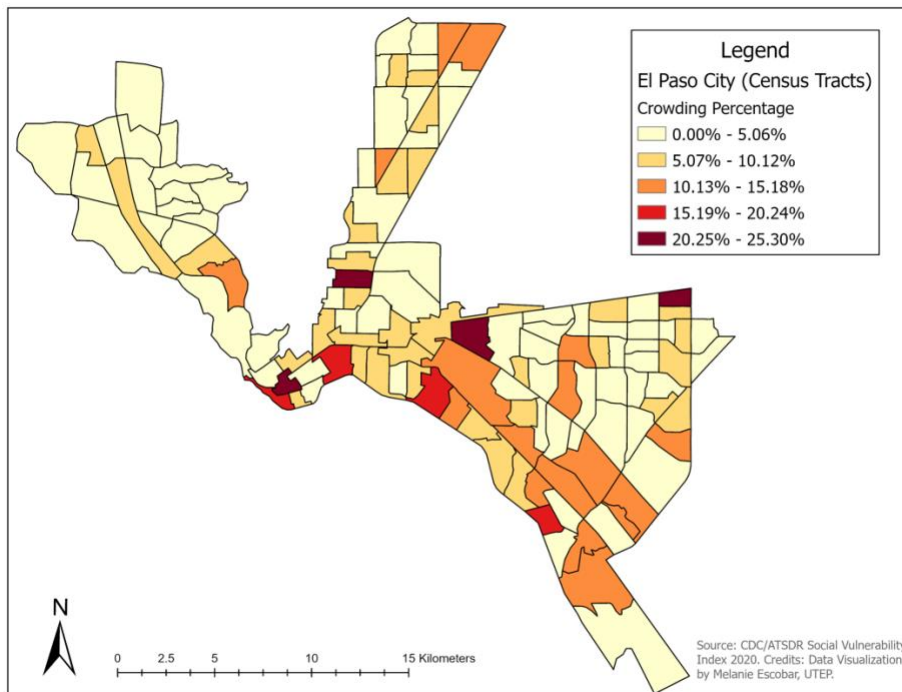 Legend
El Paso City (Census Tracts)
Crowding Percentage
0.00% - 5.06%
5.07% - 10.12%
10.13% - 15.18%
15.19% - 20.24%
20.25% - 25.30%
N
0 2.5 5 10 15 Kilometers
Source: CDC/ATSDR Social Vulnerability
Index 2020. Credits: Data Visualization
by Melanie Escobar, UTEP.